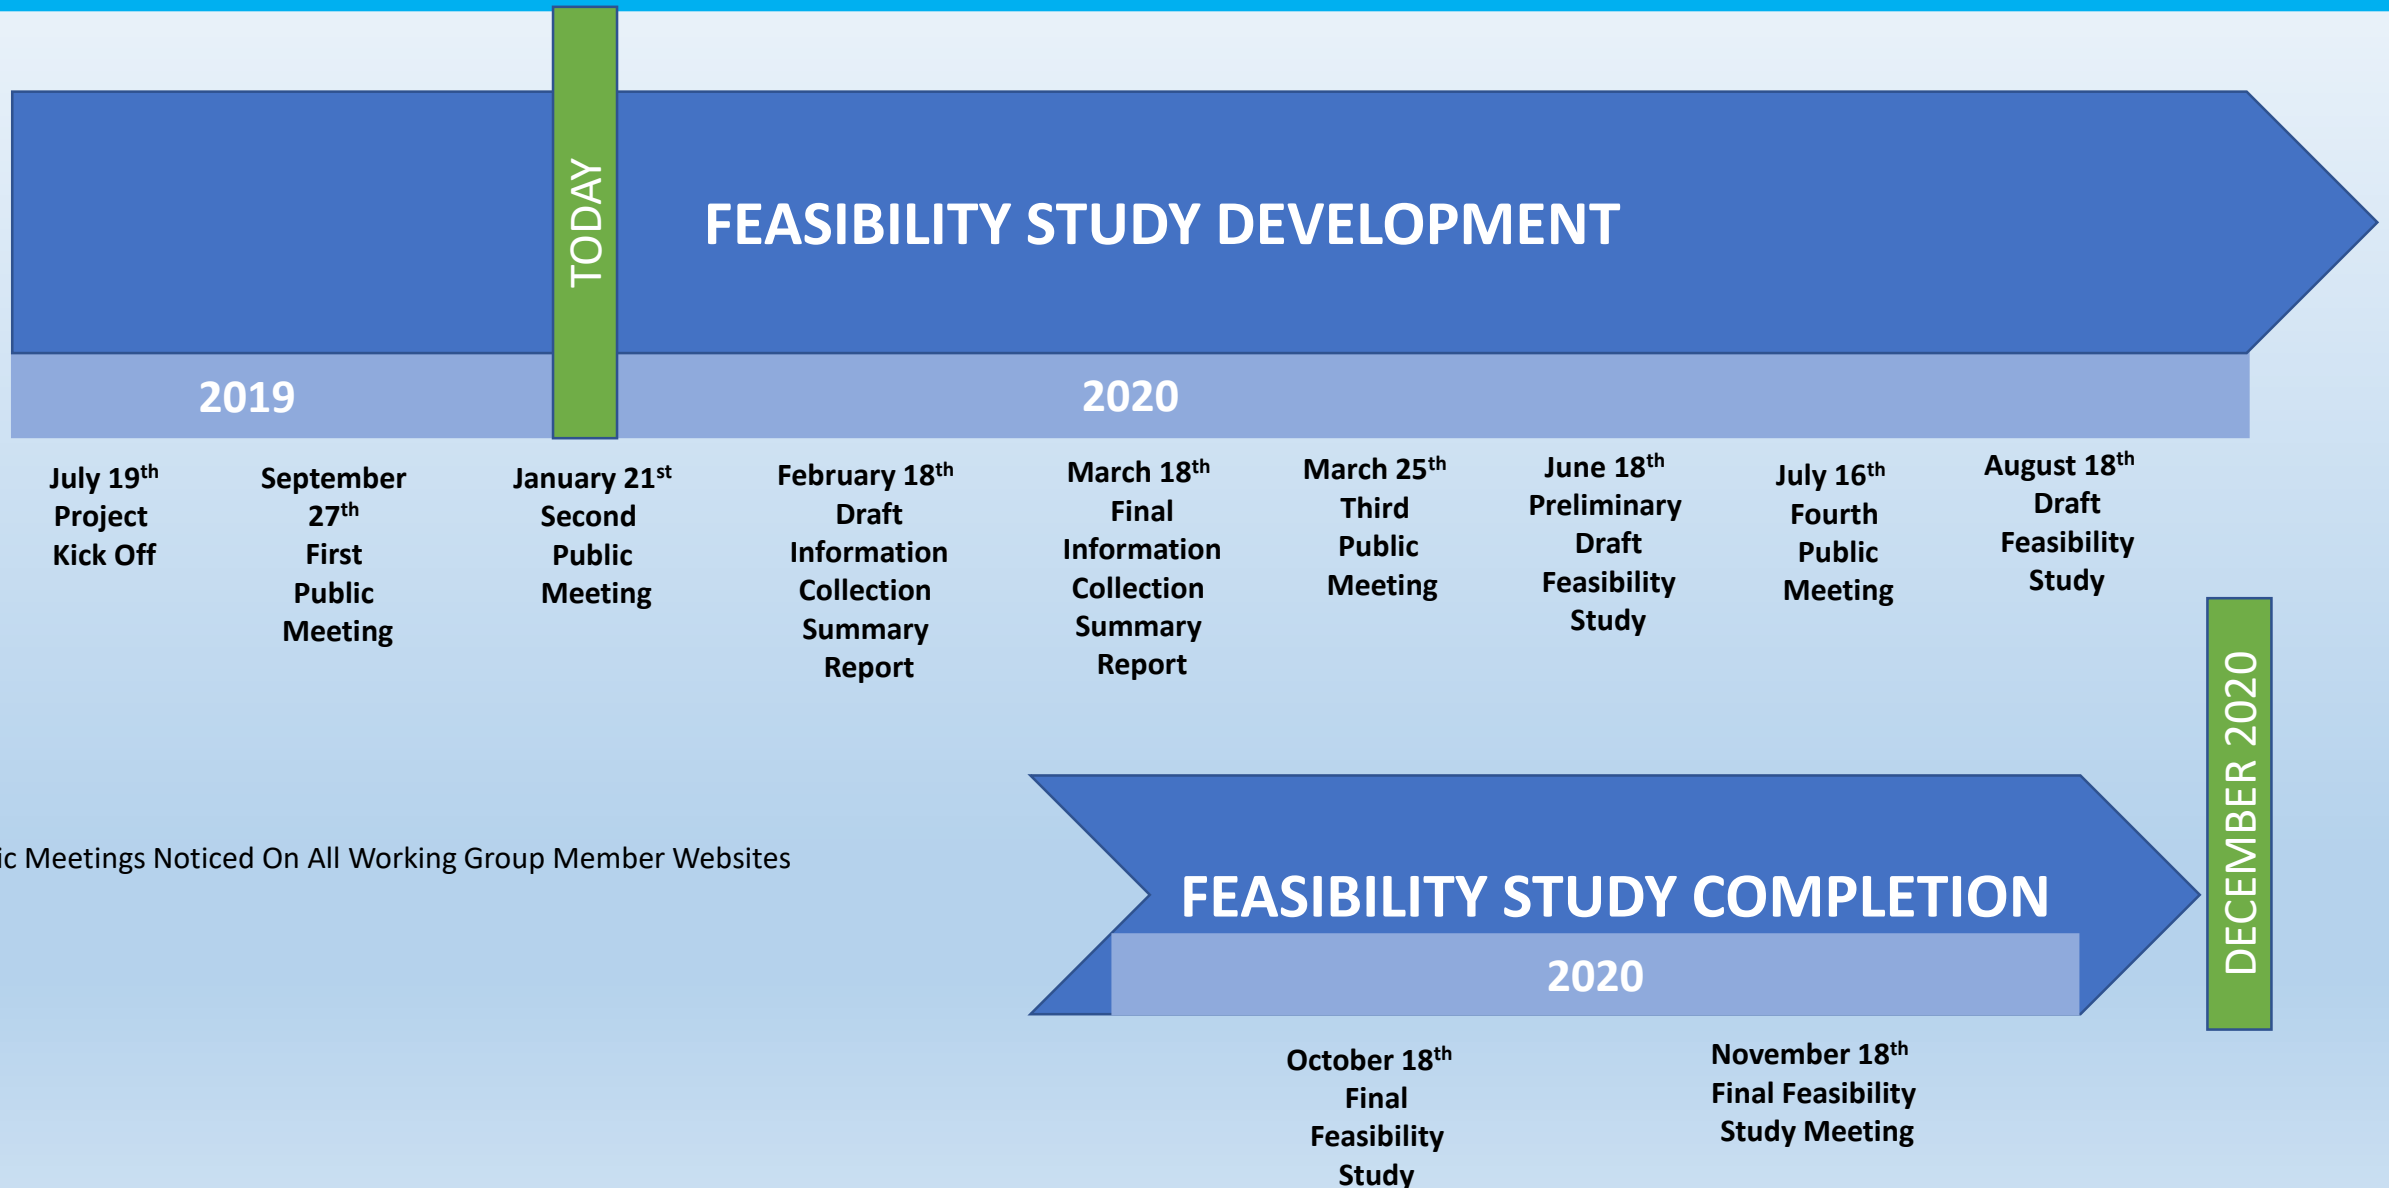 TODAY
FEASIBILITY STUDY DEVELOPMENT
2019
2020
July 19th
Project
Kick Off
September
27th
First
Public
Meeting
January 21st
Second
Public
Meeting
February 18th
Draft
Information
Collection
Summary
Report
March 18th
Final
Information
Collection
Summary
Report
March 25th
Third
Public
Meeting
June 18th
Preliminary
Draft
Feasibility
Study
July 16th
Fourth
Public
Meeting
August 18th
Draft
Feasibility
Study
DECEMBER 2020
ic Meetings Noticed On All Working Group Member Websites
FEASIBILITY STUDY COMPLETION
2020
October 18th
Final
Feasibility
Study
November 18th
Final Feasibility
Study Meeting